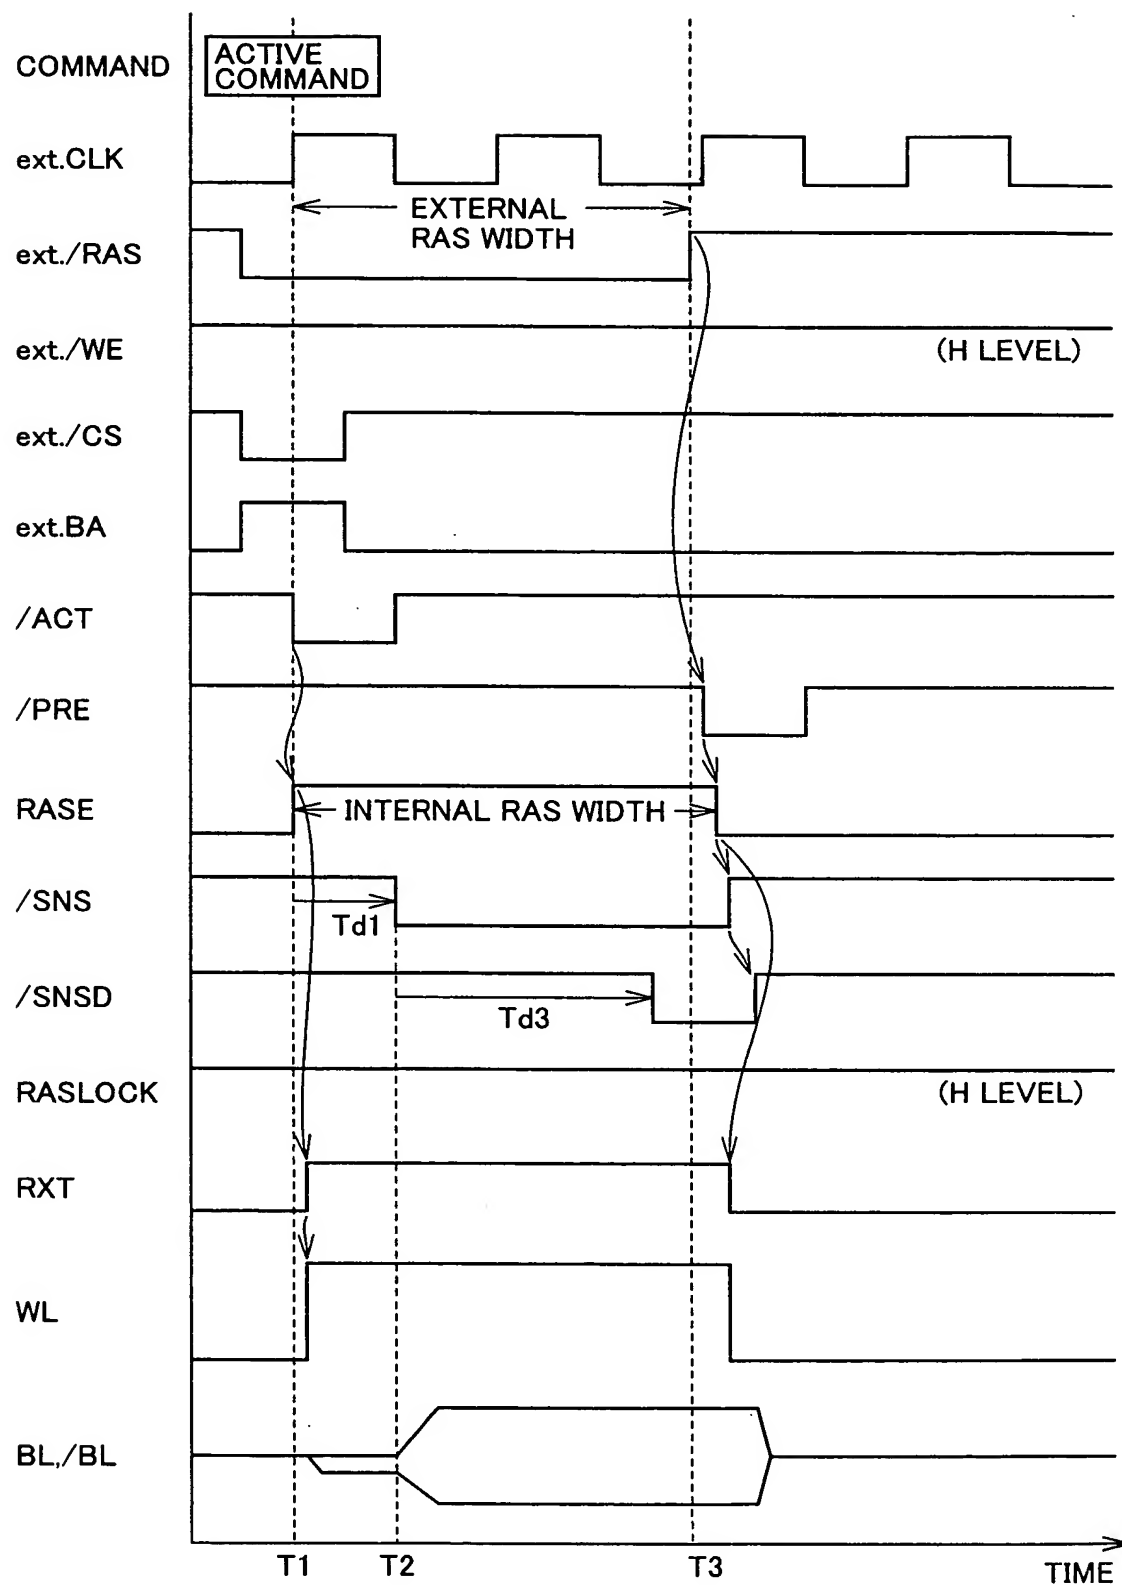 COMMAND
ACTIVE
COMMAND
ext.CLK
EXTERNAL
RAS WIDTH
ext./RAS
ext./WE
(H LEVEL)
ext./CS
ext.BA
/ACT
/PRE
RASE
INTERNAL RAS WIDTH
/SNS
Td1
/SNSD
Td3
RASLOCK
(H LEVEL)
RXT
WL
BL,/BL
T1
T2
T3
TIME